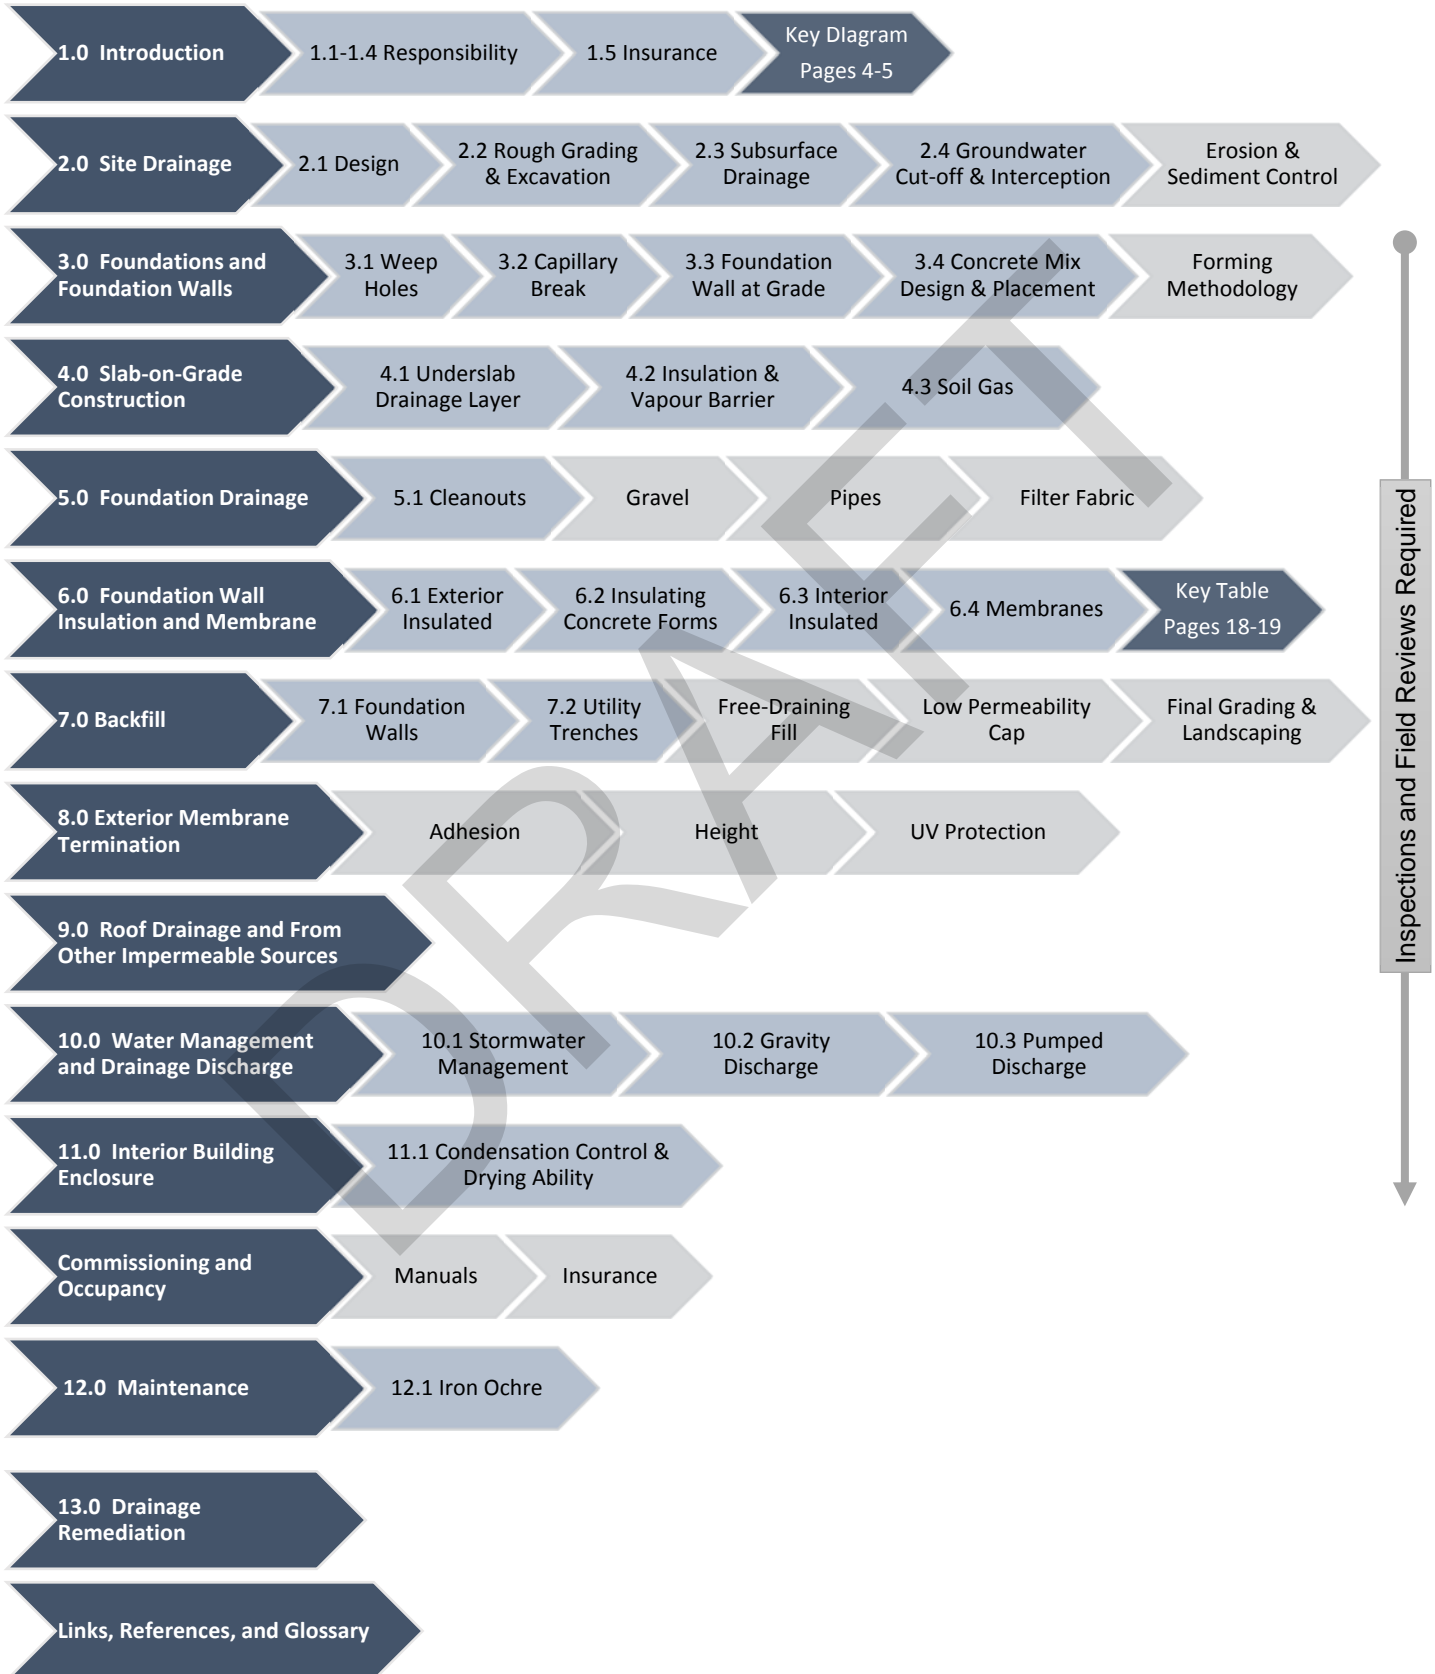 1.0 Introduction
1.1-1.4 Responsibility
1.5 Insurance
Key DIagram
Pages 4-5
2.0 Site Drainage
2.1 Design
2.2 Rough Grading
& Excavation
2.3 Subsurface
Drainage
2.4 Groundwater
Cut-off & Interception
Erosion &
Sediment Control
3.0 Foundations and
Foundation Walls
3.1 Weep
Holes
3.2 Capillary
Break
3.3 Foundation
Wall at Grade
3.4 Concrete Mix
Design & Placement
Forming
Methodology
4.0 Slab-on-Grade
Construction
4.1 Underslab
Drainage Layer
4.2 Insulation &
Vapour Barrier
4.3 Soil Gas
5.0 Foundation Drainage
5.1 Cleanouts
Gravel
Pipes
Filter Fabric
6.0 Foundation Wall
Insulation and Membrane
6.1 Exterior
Insulated
6.2 Insulating
Concrete Forms
6.3 Interior
Insulated
6.4 Membranes
Key Table
Pages 18-19
7.0 Backfill
7.1 Foundation
Walls
7.2 Utility
Trenches
Free-Draining
Fill
Low Permeability
Cap
Final Grading &
Landscaping
8.0 Exterior Membrane
Termination
Adhesion
Height
UV Protection
9.0 Roof Drainage and From
Other Impermeable Sources
10.0 Water Management
and Drainage Discharge
10.1 Stormwater
Management
10.2 Gravity
Discharge
10.3 Pumped
Discharge
11.0 Interior Building
Enclosure
11.1 Condensation Control &
Drying Ability
Commissioning and
Occupancy
Manuals
Insurance
12.0 Maintenance
12.1 Iron Ochre
13.0 Drainage
Remediation
Links, References, and Glossary
Inspections and Field Reviews Required
DRAFT